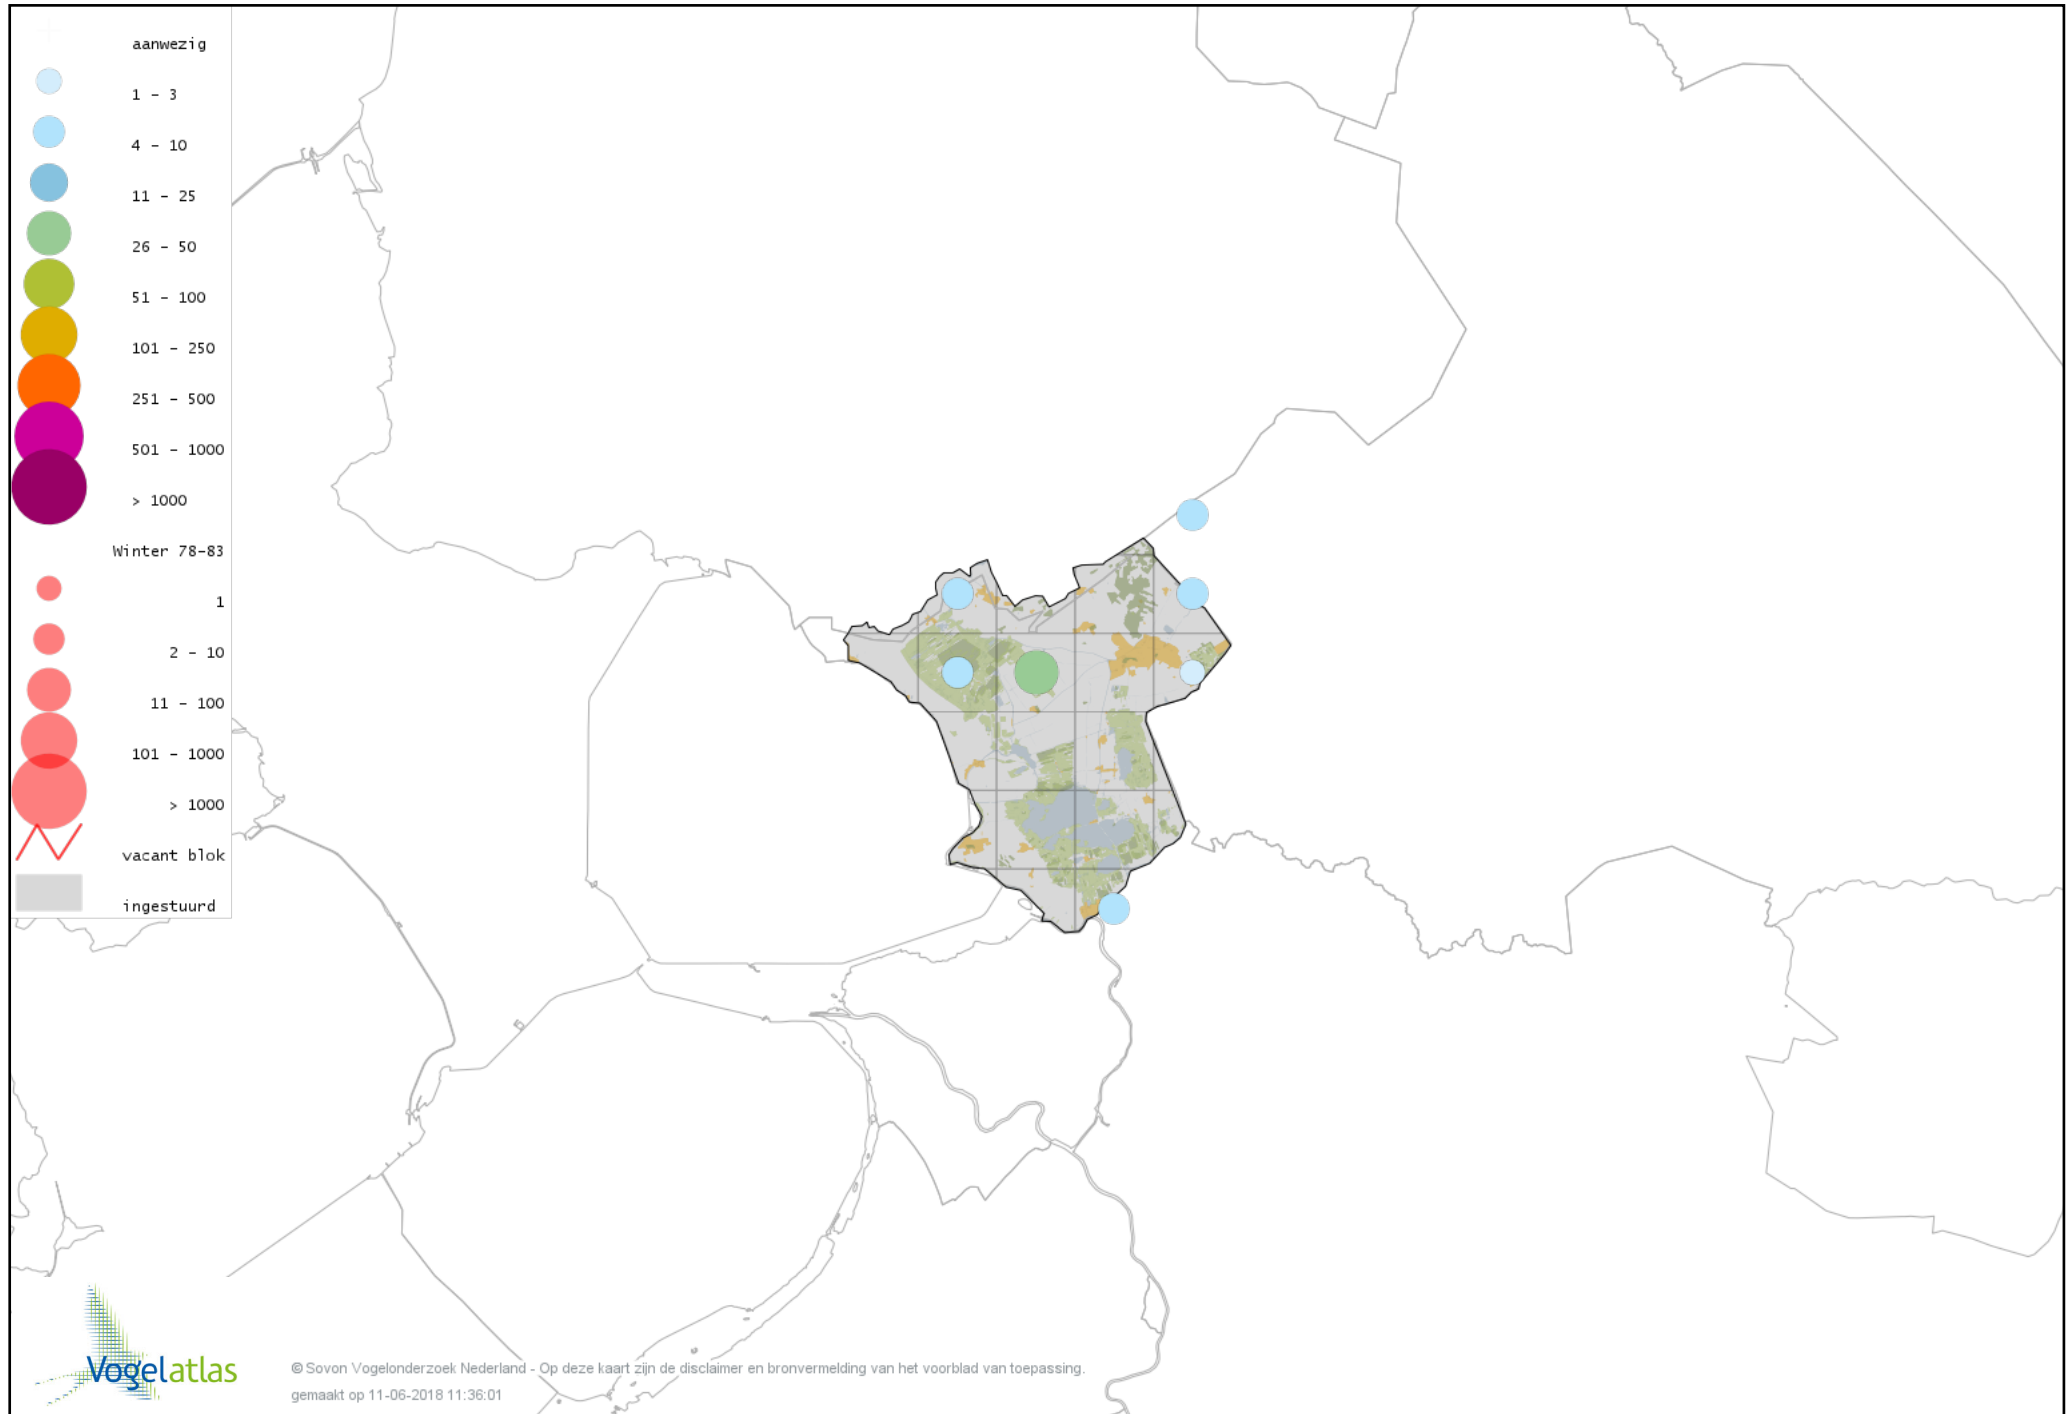 aanwezig
1 - 3
4 - 10
11 - 25
26 - 50
51 - 100
101 - 250
251 - 500
501 - 1000
> 1000
Winter 78-83
1
2 - 10
11 - 100
101 - 1000
> 1000
vacant blok
ingestuurd
Vogelatlas
© Sovon Vogelonderzoek Nederland - Op deze kaart zijn de disclaimer en bronvermelding van het voorblad van toepassing.
gemaakt op 11-06-2018 11:36:01